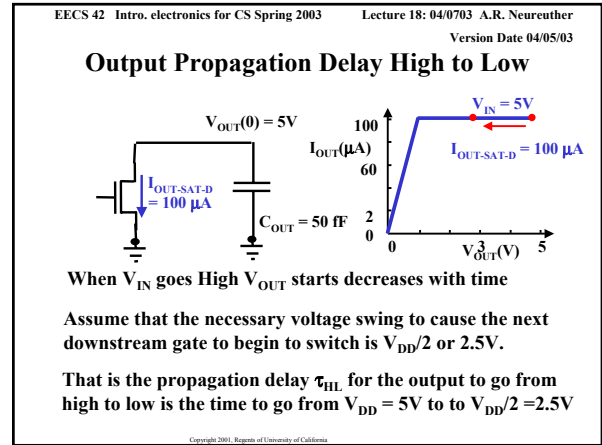 EECS 42 Intro. electronics for CS Spring 2003 Lecture 18: 04/0703 A.R. Neureuther
Version Date 04/05/03
Output Propagation Delay High to Low
V_OUT(0) = 5V
I_OUT-SAT-D
= 100 µA
C_OUT = 50 fF
V_IN = 5V
100
I_OUT(µA)
60
I_OUT-SAT-D = 100 µA
2
0
0 3 5
V_OUT(V)
When V_IN goes High V_OUT starts decreases with time
Assume that the necessary voltage swing to cause the next
downstream gate to begin to switch is V_DD/2 or 2.5V.
That is the propagation delay τ_HL for the output to go from
high to low is the time to go from V_DD = 5V to to V_DD/2 =2.5V
Copyright 2001, Regents of University of California